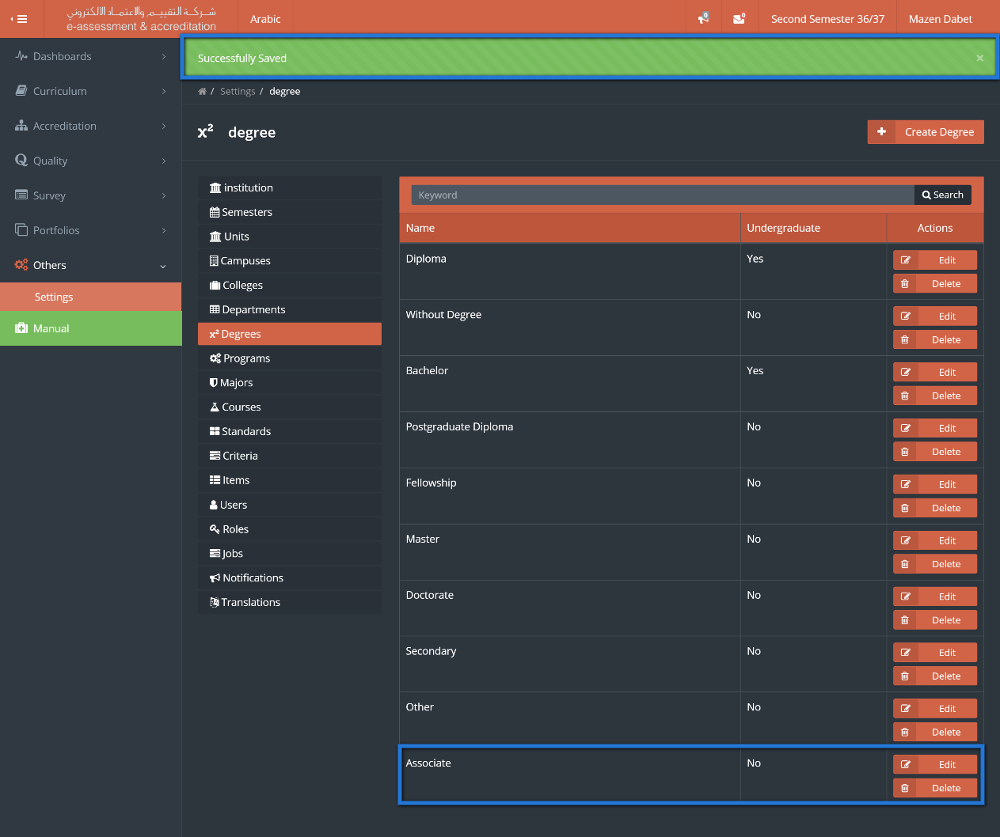 شركة التقييم والاعتماد الالكتروني
e-assessment & accreditation
Arabic
0
0
Second Semester 36/37
Mazen Dabet
Dashboards
Curriculum
Accreditation
Quality
Survey
Portfolios
Others
Settings
Manual
Successfully Saved
×
/ Settings / degree
x² degree
Create Degree
institution
Semesters
Units
Campuses
Colleges
Departments
x² Degrees
Programs
Majors
Courses
Standards
Criteria
Items
Users
Roles
Jobs
Notifications
Translations
Keyword
Search
Name Undergraduate Actions
Diploma Yes Edit
Delete
Without Degree No Edit
Delete
Bachelor Yes Edit
Delete
Postgraduate Diploma No Edit
Delete
Fellowship No Edit
Delete
Master No Edit
Delete
Doctorate No Edit
Delete
Secondary No Edit
Delete
Other No Edit
Delete
Associate No Edit
Delete